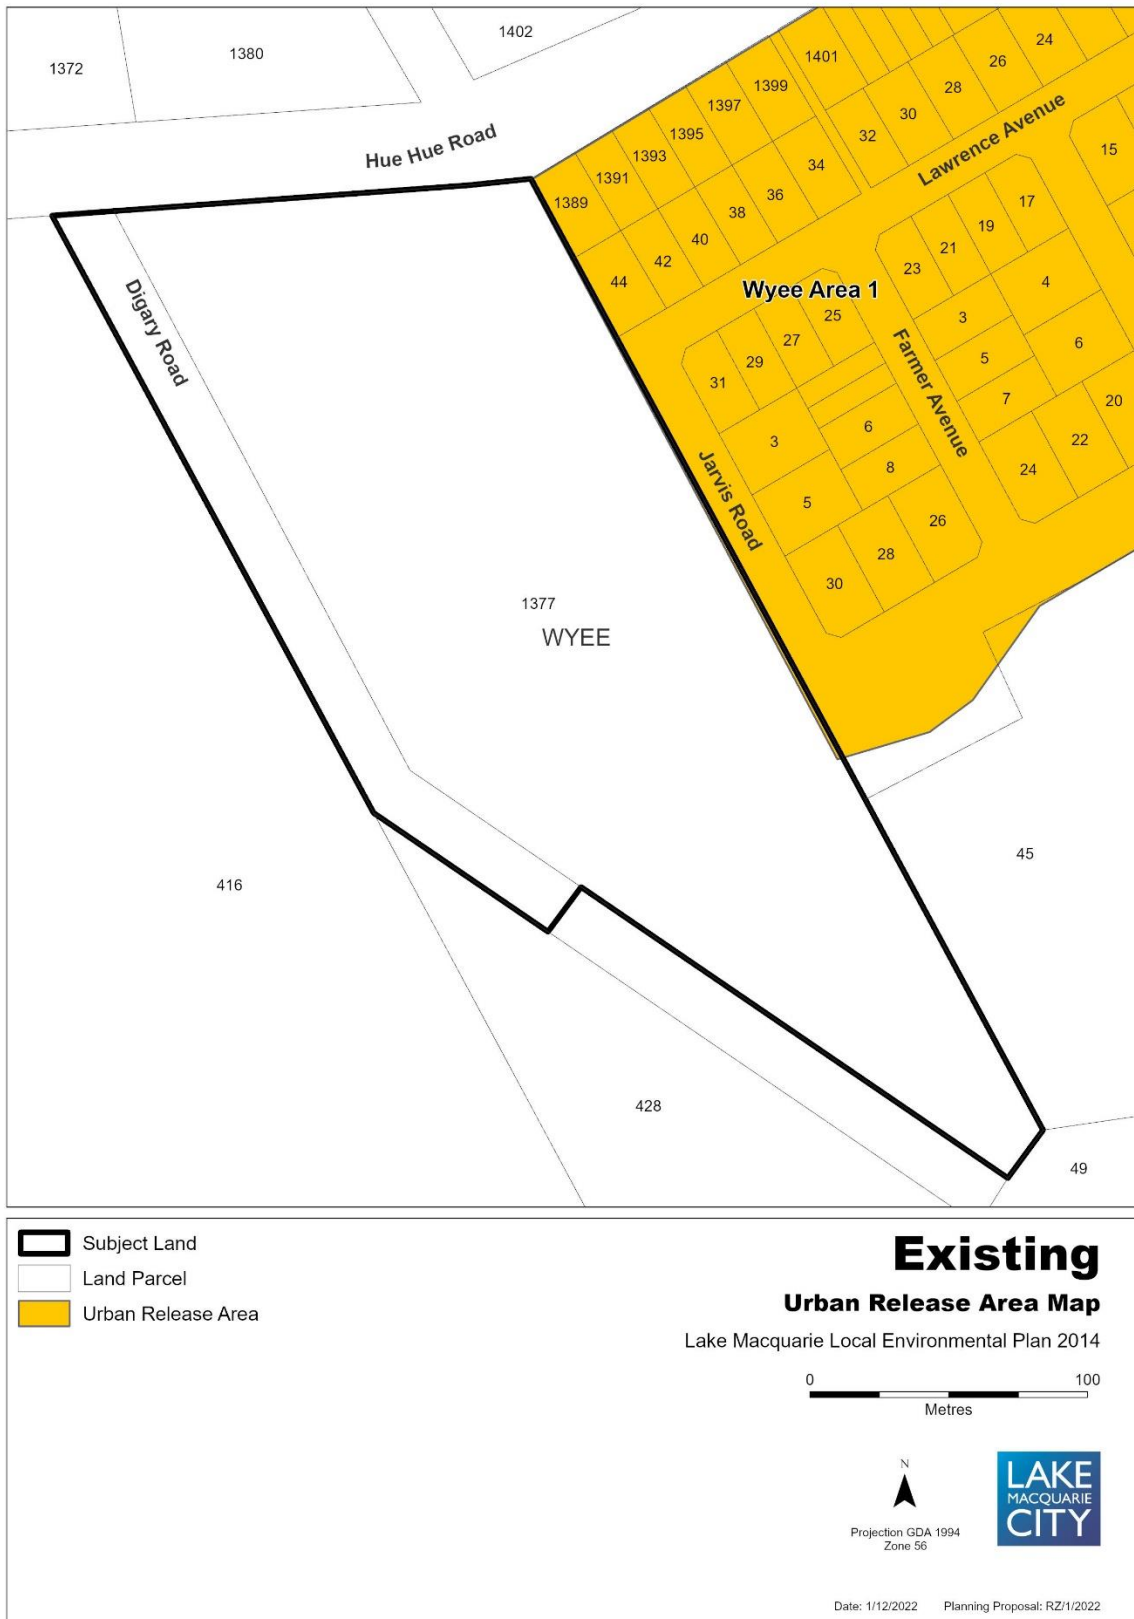 1402
1380
1372
24
1401
26
1399
28
1397
30
1395
32
Hue Hue Road
Lawrence Avenue
1393
15
34
1391
36
1389
17
38
19
40
21
42
23
44
Wyee Area 1
4
Digary Road
25
3
27
6
29
5
31
Farmer Avenue
7
20
6
3
22
8
24
Jarvis Road
5
26
28
30
1377
WYEE
45
416
428
49
Subject Land
Land Parcel
Urban Release Area
Existing
Urban Release Area Map
Lake Macquarie Local Environmental Plan 2014
0 100
Metres
N
Projection GDA 1994
Zone 56
LAKE
MACQUARIE
CITY
Date: 1/12/2022 Planning Proposal: RZ/1/2022